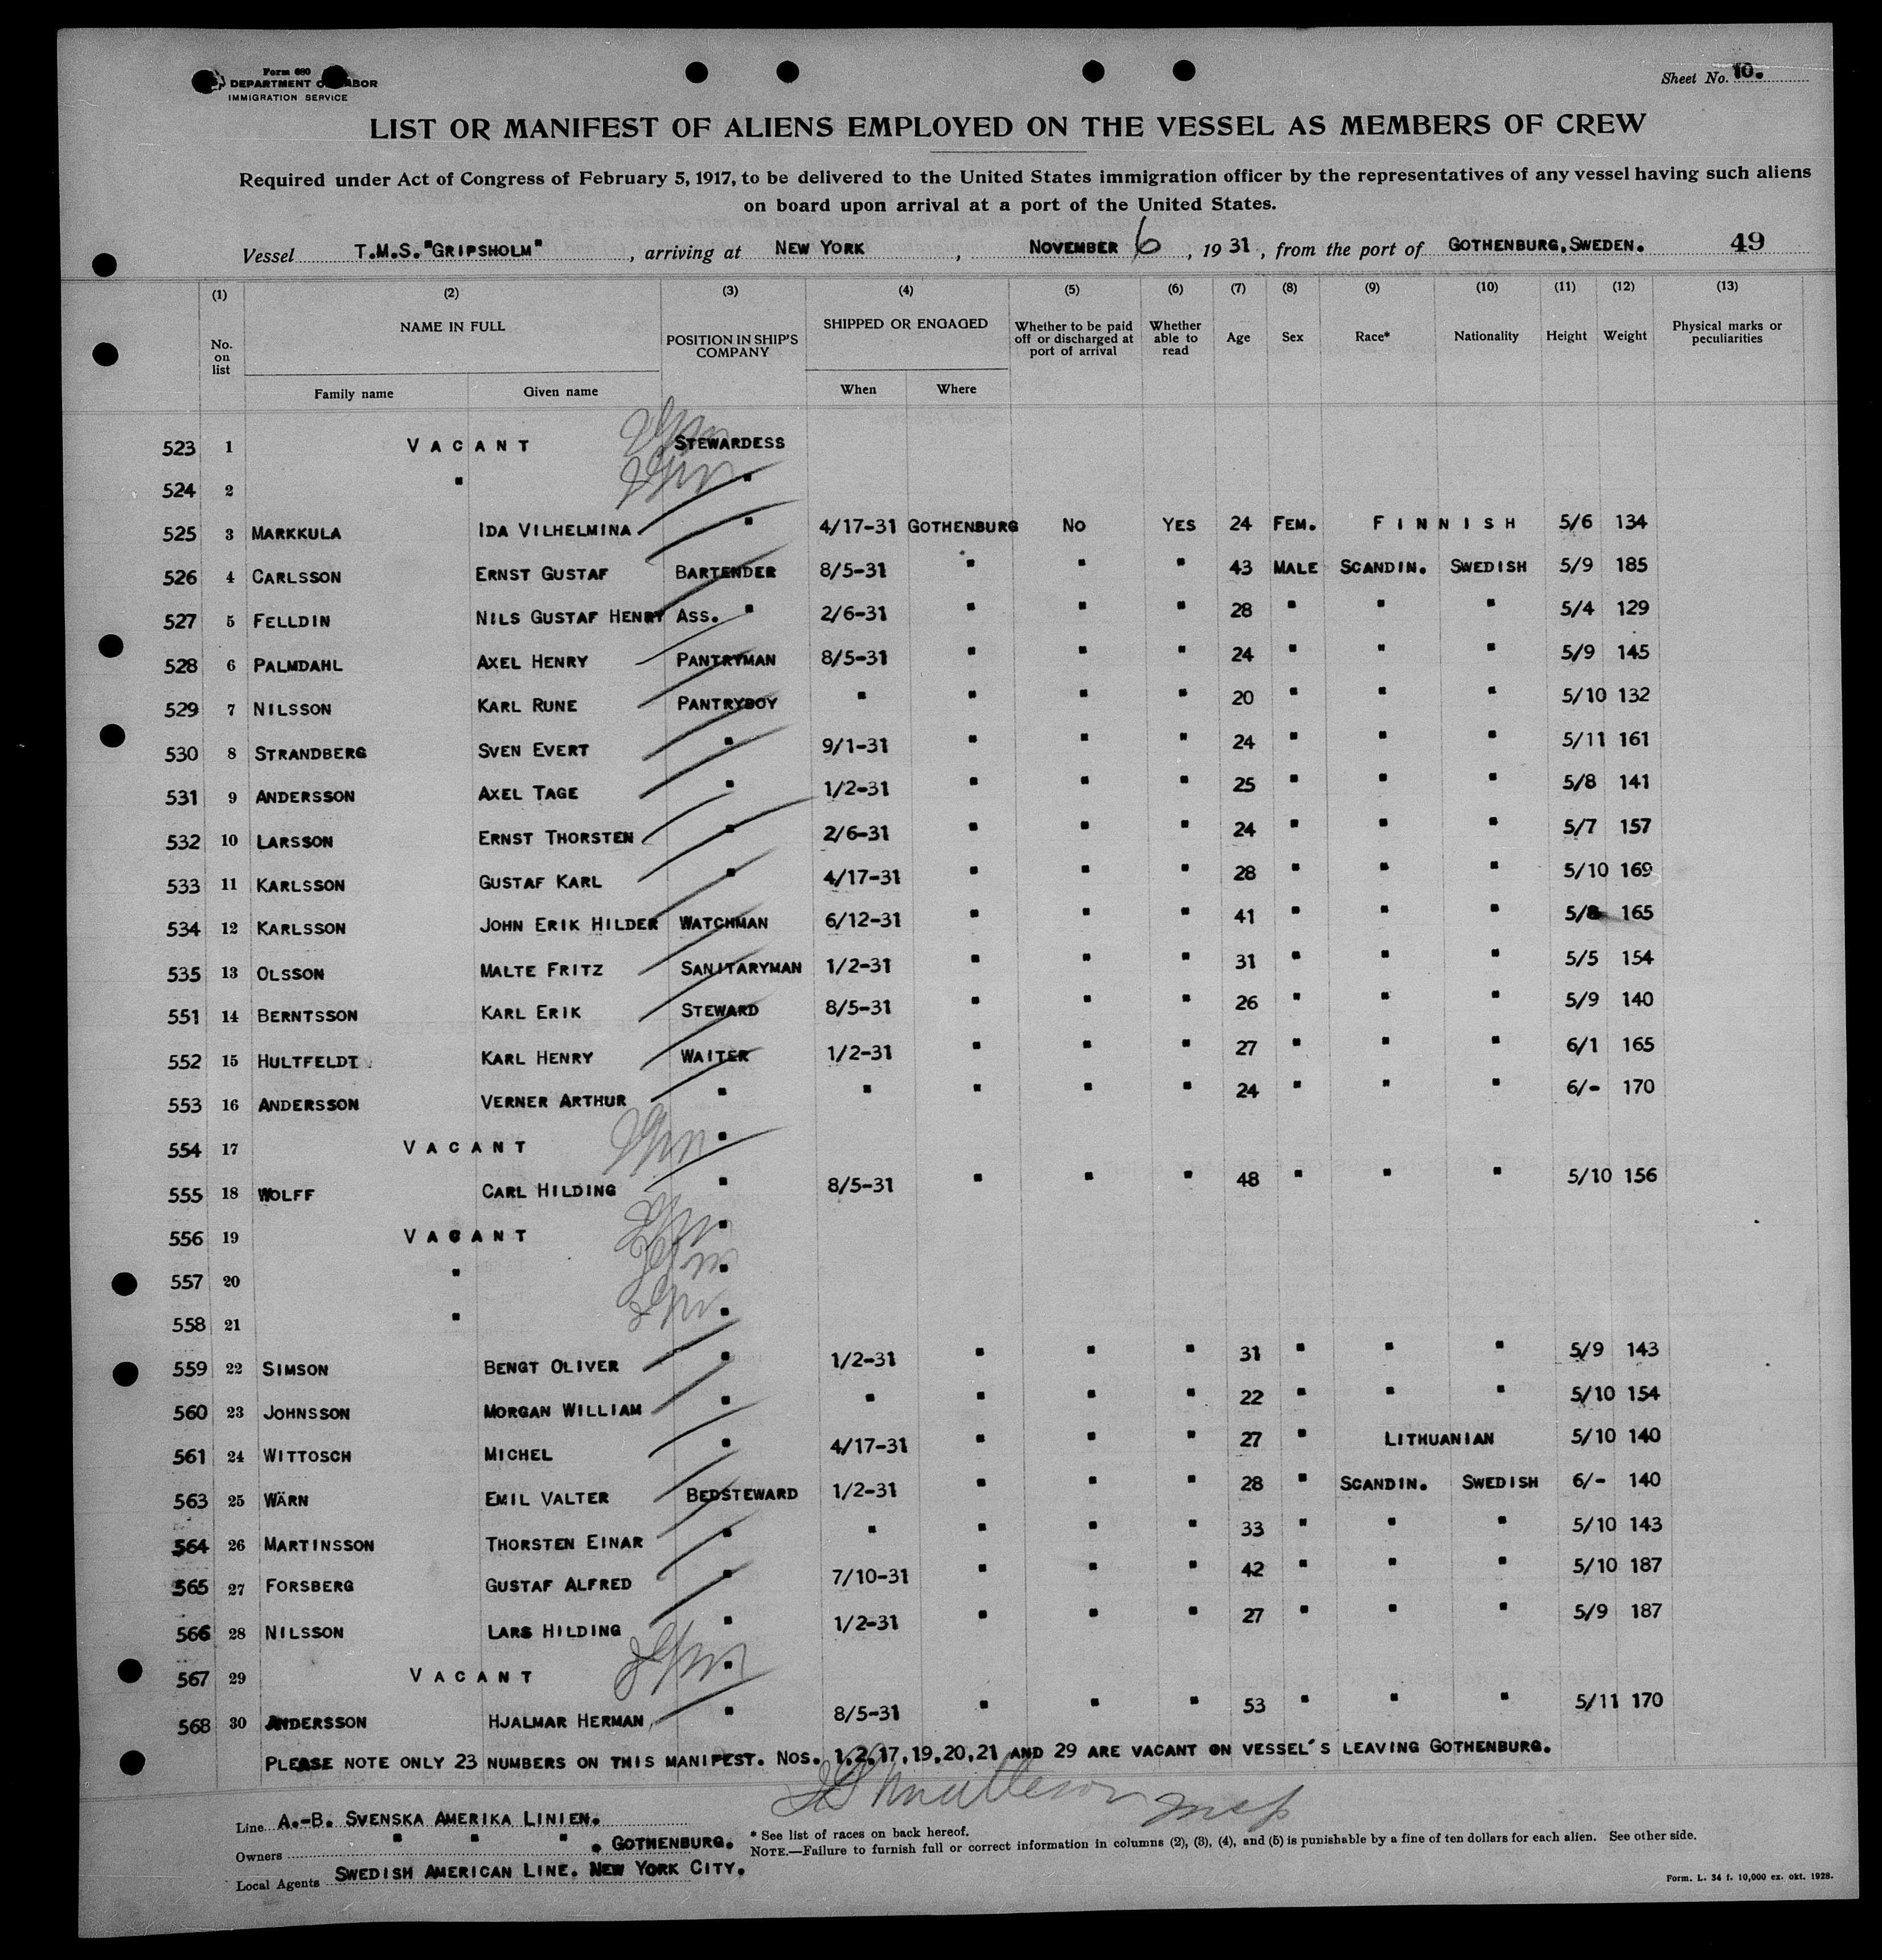 Form 680
DEPARTMENT OF LABOR
IMMIGRATION SERVICE
Sheet No. 10.
LIST OR MANIFEST OF ALIENS EMPLOYED ON THE VESSEL AS MEMBERS OF CREW
Required under Act of Congress of February 5, 1917, to be delivered to the United States immigration officer by the representatives of any vessel having such aliens
on board upon arrival at a port of the United States.
Vessel T.M.S. "GRIPSHOLM", arriving at NEW YORK, NOVEMBER 6, 1931, from the port of GOTHENBURG, SWEDEN. 49
(1) (2) (3) (4) (5) (6) (7) (8) (9) (10) (11) (12) (13)
No. on list NAME IN FULL POSITION IN SHIP'S COMPANY SHIPPED OR ENGAGED Whether to be paid off or discharged at port of arrival Whether able to read Age Sex Race* Nationality Height Weight Physical marks or peculiarities
Family name Given name When Where
523 1 VACANT STEWARDESS
524 2 " "
525 3 MARKKULA IDA VILHELMINA " 4/17-31 GOTHENBURG NO YES 24 FEM. FINNISH 5/6 134
526 4 CARLSSON ERNST GUSTAF BARTENDER 8/5-31 " " " 43 MALE SCANDIN. SWEDISH 5/9 185
527 5 FELLDIN NILS GUSTAF HENRY ASS. " 2/6-31 " " " 28 " " " 5/4 129
528 6 PALMDAHL AXEL HENRY PANTRYMAN 8/5-31 " " " 24 " " " 5/9 145
529 7 NILSSON KARL RUNE PANTRYBOY " " " " 20 " " " 5/10 132
530 8 STRANDBERG SVEN EVERT " 9/1-31 " " " 24 " " " 5/11 161
531 9 ANDERSSON AXEL TAGE " 1/2-31 " " " 25 " " " 5/8 141
532 10 LARSSON ERNST THORSTEN " 2/6-31 " " " 24 " " " 5/7 157
533 11 KARLSSON GUSTAF KARL " 4/17-31 " " " 28 " " " 5/10 169
534 12 KARLSSON JOHN ERIK HILDER WATCHMAN 6/12-31 " " " 41 " " " 5/8 165
535 13 OLSSON MALTE FRITZ SANITARYMAN 1/2-31 " " " 31 " " " 5/5 154
551 14 BERNTSSON KARL ERIK STEWARD 8/5-31 " " " 26 " " " 5/9 140
552 15 HULTFELDT KARL HENRY WAITER 1/2-31 " " " 27 " " " 6/1 165
553 16 ANDERSSON VERNER ARTHUR " " " " " 24 " " " 6/- 170
554 17 VACANT "
555 18 WOLFF CARL HILDING " 8/5-31 " " " 48 " " " 5/10 156
556 19 VACANT "
557 20 " "
558 21 " "
559 22 SIMSON BENGT OLIVER " 1/2-31 " " " 31 " " " 5/9 143
560 23 JOHNSSON MORGAN WILLIAM " " " " " 22 " " " 5/10 154
561 24 WITTOSCH MICHEL " 4/17-31 " " " 27 " LITHUANIAN 5/10 140
563 25 WÄRN EMIL VALTER BEDSTEWARD 1/2-31 " " " 28 " SCANDIN. SWEDISH 6/- 140
564 26 MARTINSSON THORSTEN EINAR " " " " " 33 " " " 5/10 143
565 27 FORSBERG GUSTAF ALFRED " 7/10-31 " " " 42 " " " 5/10 187
566 28 NILSSON LARS HILDING " 1/2-31 " " " 27 " " " 5/9 187
567 29 VACANT "
568 30 ANDERSSON HJALMAR HERMAN " 8/5-31 " " " 53 " " " 5/11 170
PLEASE NOTE ONLY 23 NUMBERS ON THIS MANIFEST. NOS. 1,2,17,19,20,21 AND 29 ARE VACANT ON VESSEL'S LEAVING GOTHENBURG.
Line A.-B. SVENSKA AMERIKA LINIEN.
Owners " " " . GOTHENBURG.
Local Agents SWEDISH AMERICAN LINE. NEW YORK CITY.
* See list of races on back hereof.
NOTE.—Failure to furnish full or correct information in columns (2), (3), (4), and (5) is punishable by a fine of ten dollars for each alien. See other side.
Form. L. 34 f. 10,000 ex. okt. 1928.